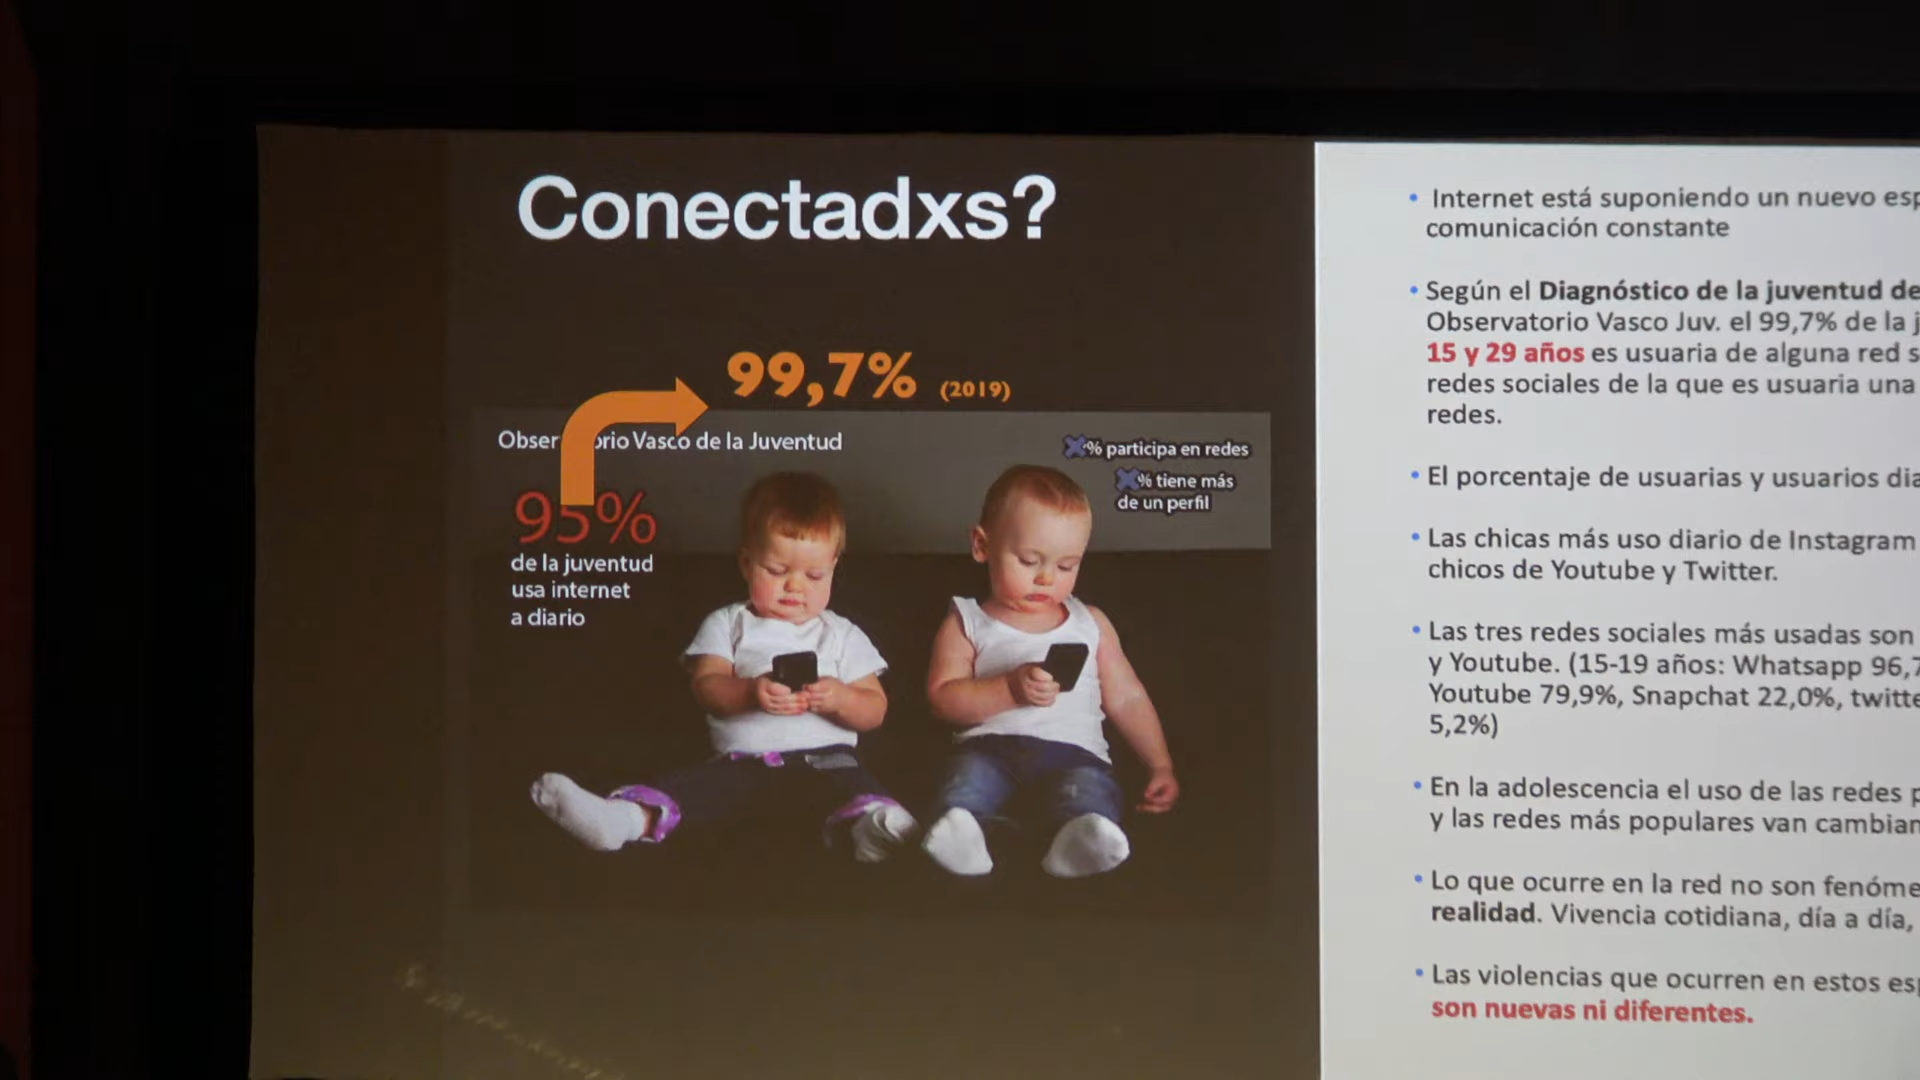 Conectadxs?
99,7% (2019)
Obser rio Vasco de la Juventud
% participa en redes
% tiene más
de un perfil
95%
de la juventud
usa internet
a diario
• Internet está suponiendo un nuevo esp
comunicación constante
• Según el Diagnóstico de la juventud de
Observatorio Vasco Juv. el 99,7% de la j
15 y 29 años es usuaria de alguna red s
redes sociales de la que es usuaria una
redes.
• El porcentaje de usuarias y usuarios dia
• Las chicas más uso diario de Instagram
chicos de Youtube y Twitter.
• Las tres redes sociales más usadas son
y Youtube. (15-19 años: Whatsapp 96,7
Youtube 79,9%, Snapchat 22,0%, twitte
5,2%)
• En la adolescencia el uso de las redes p
y las redes más populares van cambian
• Lo que ocurre en la red no son fenóme
realidad. Vivencia cotidiana, día a día,
• Las violencias que ocurren en estos esp
son nuevas ni diferentes.